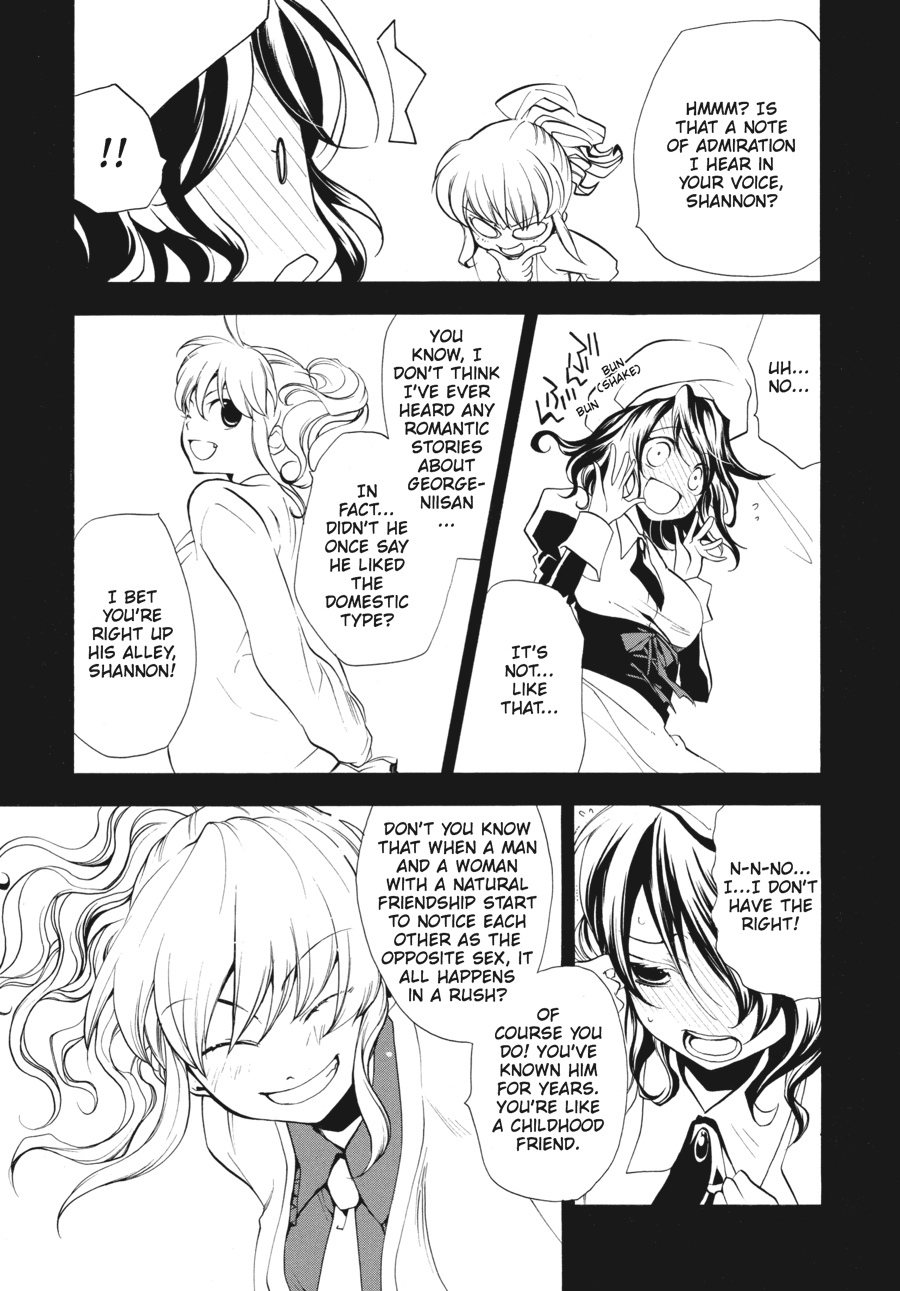 HMMM? IS
THAT A NOTE
OF ADMIRATION
I HEAR IN
YOUR VOICE,
SHANNON?
!!
UH...
NO...
BUN
(SHAKE)
BUN
ぶん
ぶん
IT'S
NOT...
LIKE
THAT...
YOU
KNOW, I
DON'T THINK
I'VE EVER
HEARD ANY
ROMANTIC
STORIES
ABOUT
GEORGE-
NIISAN
...
IN
FACT...
DIDN'T HE
ONCE SAY
HE LIKED
THE
DOMESTIC
TYPE?
I BET
YOU'RE
RIGHT UP
HIS ALLEY,
SHANNON!
N-N-NO...
I...I DON'T
HAVE THE
RIGHT!
DON'T YOU KNOW
THAT WHEN A MAN
AND A WOMAN
WITH A NATURAL
FRIENDSHIP START
TO NOTICE EACH
OTHER AS THE
OPPOSITE SEX, IT
ALL HAPPENS
IN A RUSH?
OF
COURSE YOU
DO! YOU'VE
KNOWN HIM
FOR YEARS.
YOU'RE LIKE
A CHILDHOOD
FRIEND.